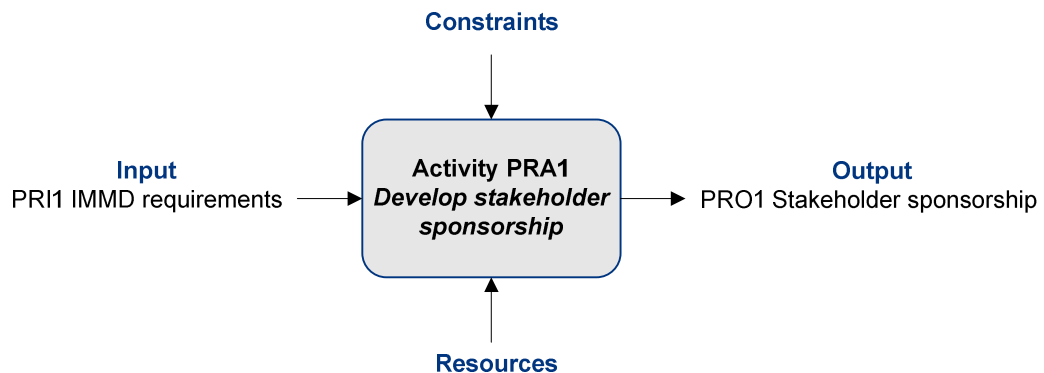 Constraints
Input
PRI1 IMMD requirements
Activity PRA1
Develop stakeholder
sponsorship
Output
PRO1 Stakeholder sponsorship
Resources